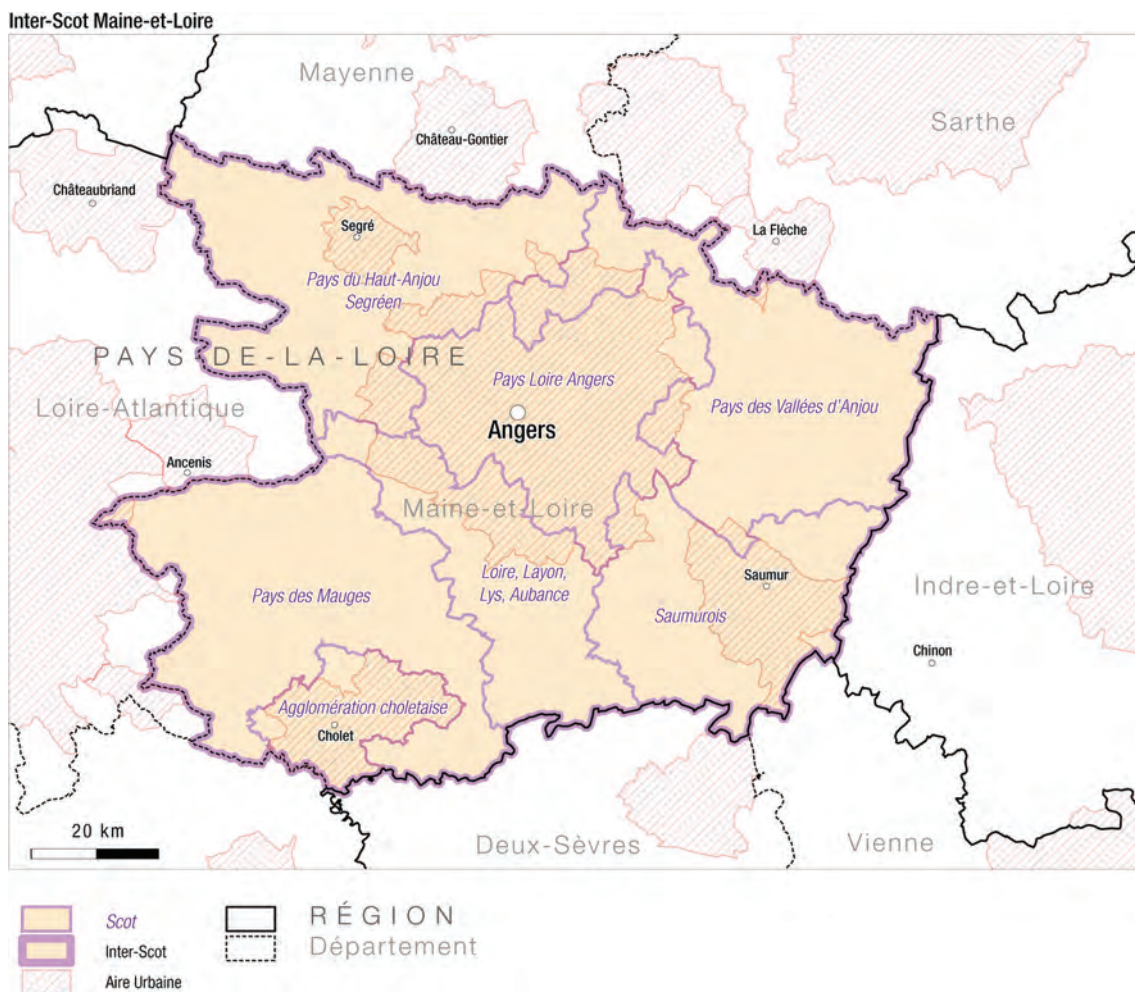 Inter-Scot Maine-et-Loire
Mayenne
Château-Gontier
Sarthe
Châteaubriand
Segré
La Flèche
Pays du Haut-Anjou
Segréen
PAYS-DE-LA-LOIRE
Pays Loire Angers
Loire-Atlantique
Pays des Vallées d'Anjou
Angers
Ancenis
Maine-et-Loire
Loire, Layon,
Lys, Aubance
Saumur
Pays des Mauges
Saumurois
Indre-et-Loire
Chinon
Agglomération choletaise
Cholet
20 km
Deux-Sèvres
Vienne
Scot
RÉGION
Inter-Scot
Département
Aire Urbaine